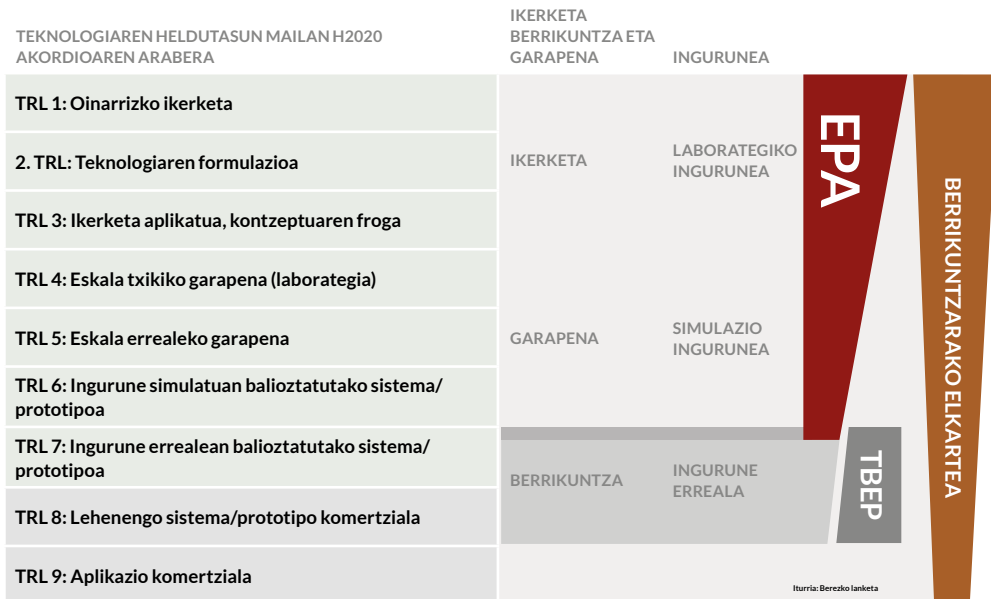 TEKNOLOGIAREN HELDUTASUN MAILAN H2020
AKORDIOAREN ARABERA
IKERKETA
BERRIKUNTZA ETA
GARAPENA
INGURUNEA
TRL 1: Oinarrizko ikerketa
2. TRL: Teknologiaren formulazioa
TRL 3: Ikerketa aplikatua, kontzeptuaren froga
TRL 4: Eskala txikiko garapena (laborategia)
TRL 5: Eskala errealeko garapena
TRL 6: Ingurune simulatuan balioztatutako sistema/
prototipoa
TRL 7: Ingurune errealean balioztatutako sistema/
prototipoa
TRL 8: Lehenengo sistema/prototipo komertziala
TRL 9: Aplikazio komertziala
IKERKETA
LABORATEGIKO
INGURUNEA
GARAPENA
SIMULAZIO
INGURUNEA
BERRIKUNTZA
INGURUNE
ERREALA
EPA
TBEP
BERRIKUNTZARAKO ELKARTEA
Iturria: Berezko lanketa